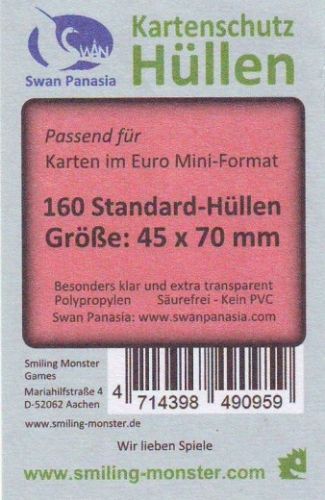 SWAN
Swan Panasia
Kartenschutz
Hüllen
Passend für
Karten im Euro Mini-Format
160 Standard-Hüllen
Größe: 45 x 70 mm
Besonders klar und extra transparent
Polypropylen Säurefrei - Kein PVC
Swan Panasia: www.swanpanasia.com
Smiling Monster
Games
Mariahilfstraße 4
D-52062 Aachen
www.smiling-monster.de
4 714398 490959
Wir lieben Spiele
www.smiling-monster.com